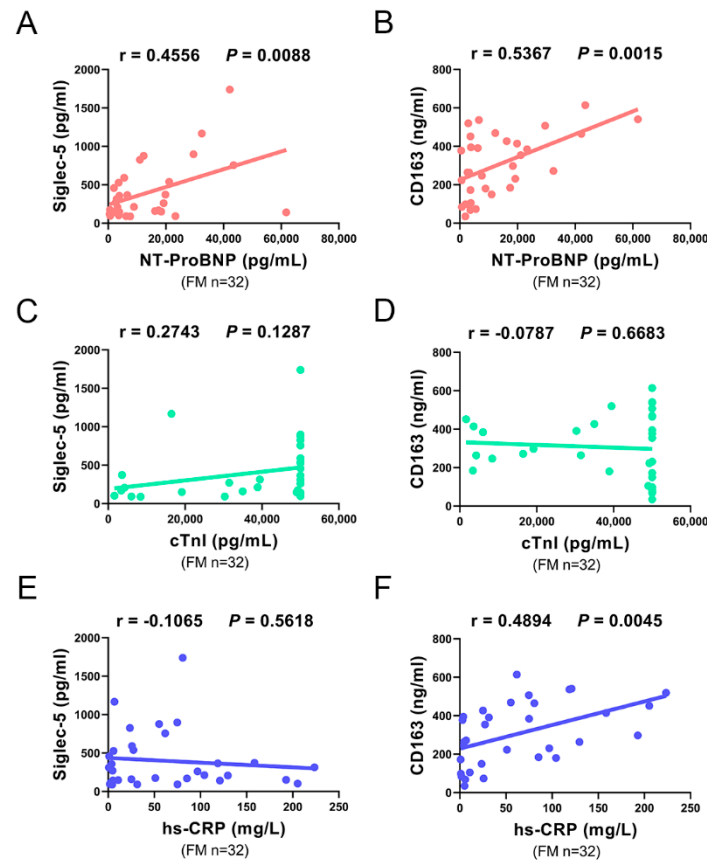 A
r = 0.4556 P = 0.0088
Siglec-5 (pg/ml)
2000
1500
1000
500
0
0 20,000 40,000 60,000 80,000
NT-ProBNP (pg/mL)
(FM n=32)
B
r = 0.5367 P = 0.0015
CD163 (ng/ml)
800
600
400
200
0
0 20,000 40,000 60,000 80,000
NT-ProBNP (pg/mL)
(FM n=32)
C
r = 0.2743 P = 0.1287
Siglec-5 (pg/ml)
2000
1500
1000
500
0
0 20,000 40,000 60,000
cTnI (pg/mL)
(FM n=32)
D
r = -0.0787 P = 0.6683
CD163 (ng/ml)
800
600
400
200
0
0 20,000 40,000 60,000
cTnI (pg/mL)
(FM n=32)
E
r = -0.1065 P = 0.5618
Siglec-5 (pg/ml)
2000
1500
1000
500
0
0 50 100 150 200 250
hs-CRP (mg/L)
(FM n=32)
F
r = 0.4894 P = 0.0045
CD163 (ng/ml)
800
600
400
200
0
0 50 100 150 200 250
hs-CRP (mg/L)
(FM n=32)